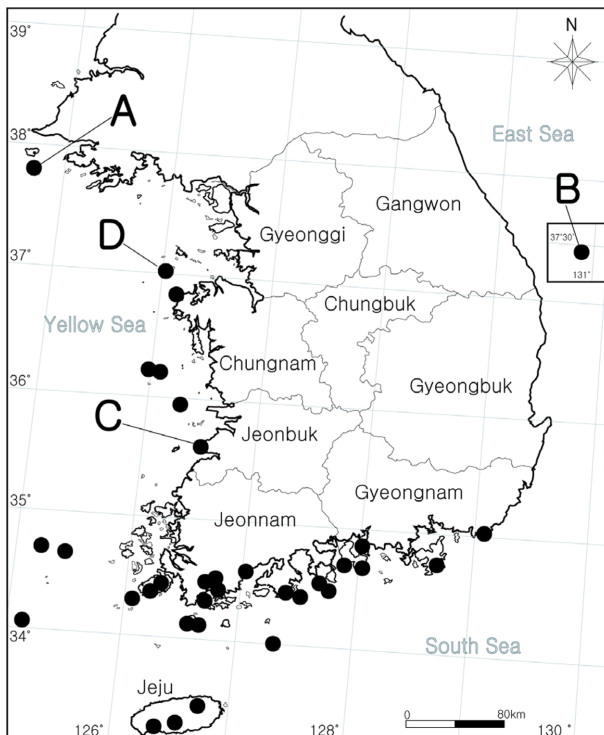 39°
N
A
East Sea
38°
B
Gangwon
D
Gyeonggi
37°30'
37°
131°
Chungbuk
Yellow Sea
Chungnam
Gyeongbuk
36°
C
Jeonbuk
Gyeongnam
35°
Jeonnam
34°
South Sea
Jeju
0
80km
126°
128°
130°